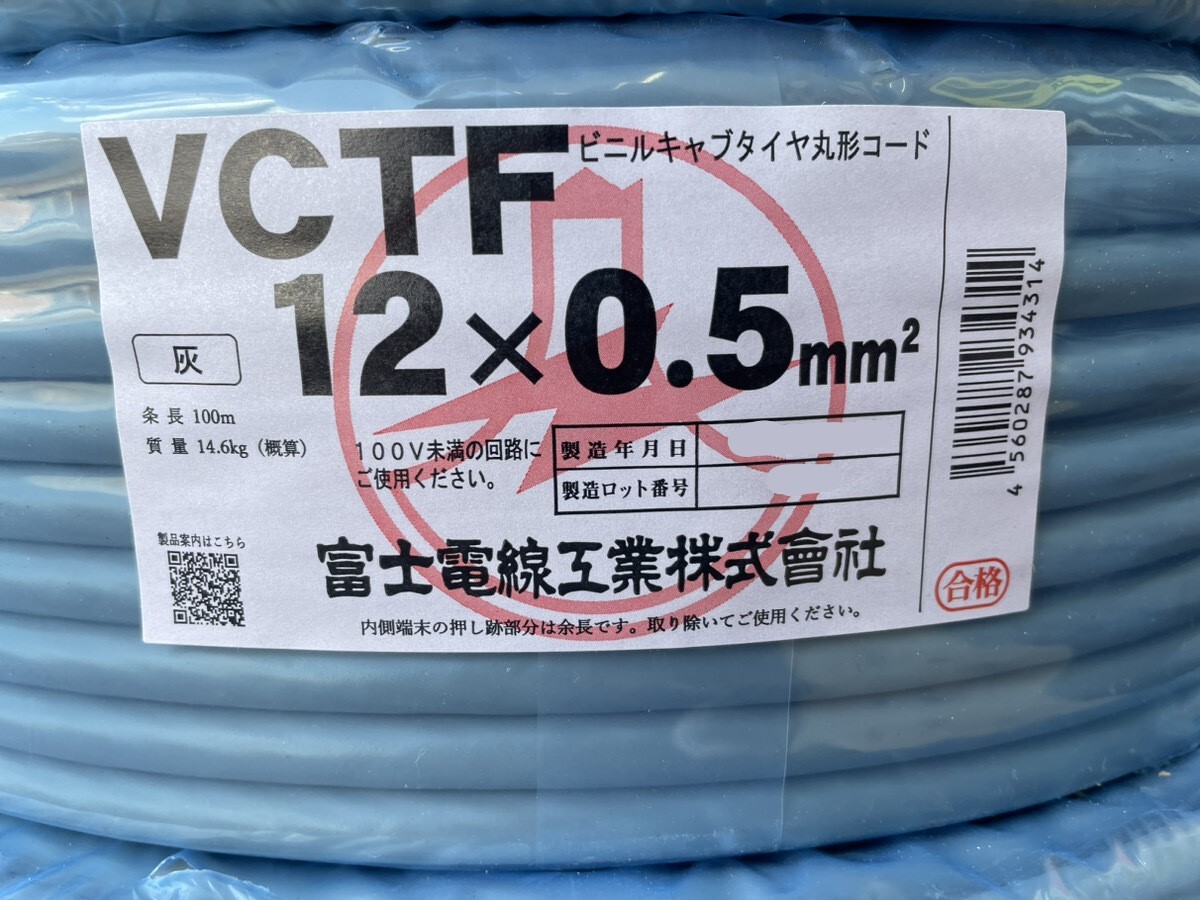 VCTF
ビニルキャブタイヤ丸形コード
12×0.5mm²
灰
条長 100m
質量 14.6kg (概算)
100V未満の回路に
ご使用ください。
製造年月日
製造ロット番号
製品案内はこちら
富士電線工業株式會社
内側端末の押し跡部分は余長です。取り除いてご使用ください。
4560287934314
合格